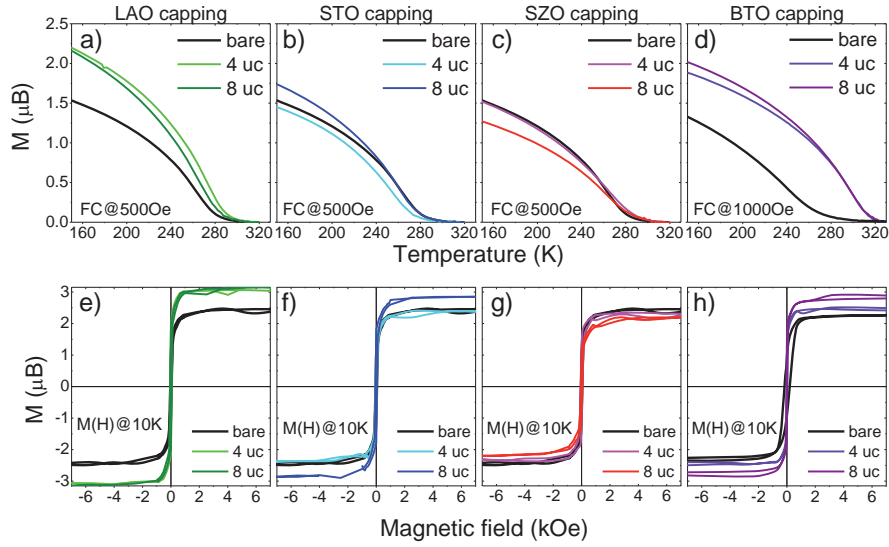 LAO capping STO capping SZO capping BTO capping
2.5
2.0
1.5
1.0
0.5
0.0
M (μB)
a) bare
4 uc
8 uc
FC@500Oe
b) bare
4 uc
8 uc
FC@500Oe
c) bare
4 uc
8 uc
FC@500Oe
d) bare
4 uc
8 uc
FC@1000Oe
160 200 240 280 320 160 200 240 280 320 160 200 240 280 320 160 200 240 280 320
Temperature (K)
3
2
1
0
-1
-2
-3
M (μB)
e)
M(H)@10K
bare
4 uc
8 uc
f)
M(H)@10K
bare
4 uc
8 uc
g)
M(H)@10K
bare
4 uc
8 uc
h)
M(H)@10K
bare
4 uc
8 uc
-6 -4 -2 0 2 4 6 -6 -4 -2 0 2 4 6 -6 -4 -2 0 2 4 6 -6 -4 -2 0 2 4 6
Magnetic field (kOe)